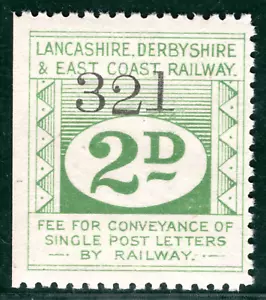 LANCASHIRE, DERBYSHIRE
& EAST COAST RAILWAY.
321
2D
FEE FOR CONVEYANCE OF
SINGLE POST LETTERS
BY RAILWAY.